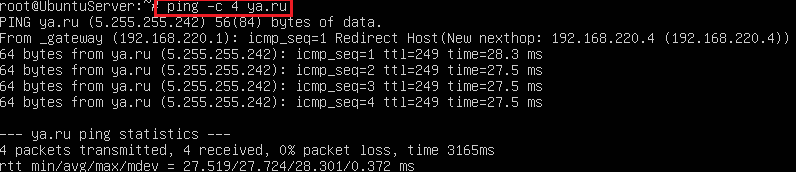 root@UbuntuServer:~# ping -c 4 ya.ru
PING ya.ru (5.255.255.242) 56(84) bytes of data.
From _gateway (192.168.220.1): icmp_seq=1 Redirect Host(New nexthop: 192.168.220.4 (192.168.220.4))
64 bytes from ya.ru (5.255.255.242): icmp_seq=1 ttl=249 time=28.3 ms
64 bytes from ya.ru (5.255.255.242): icmp_seq=2 ttl=249 time=27.5 ms
64 bytes from ya.ru (5.255.255.242): icmp_seq=3 ttl=249 time=27.5 ms
64 bytes from ya.ru (5.255.255.242): icmp_seq=4 ttl=249 time=27.5 ms
--- ya.ru ping statistics ---
4 packets transmitted, 4 received, 0% packet loss, time 3165ms
rtt min/avg/max/mdev = 27.519/27.724/28.301/0.372 ms